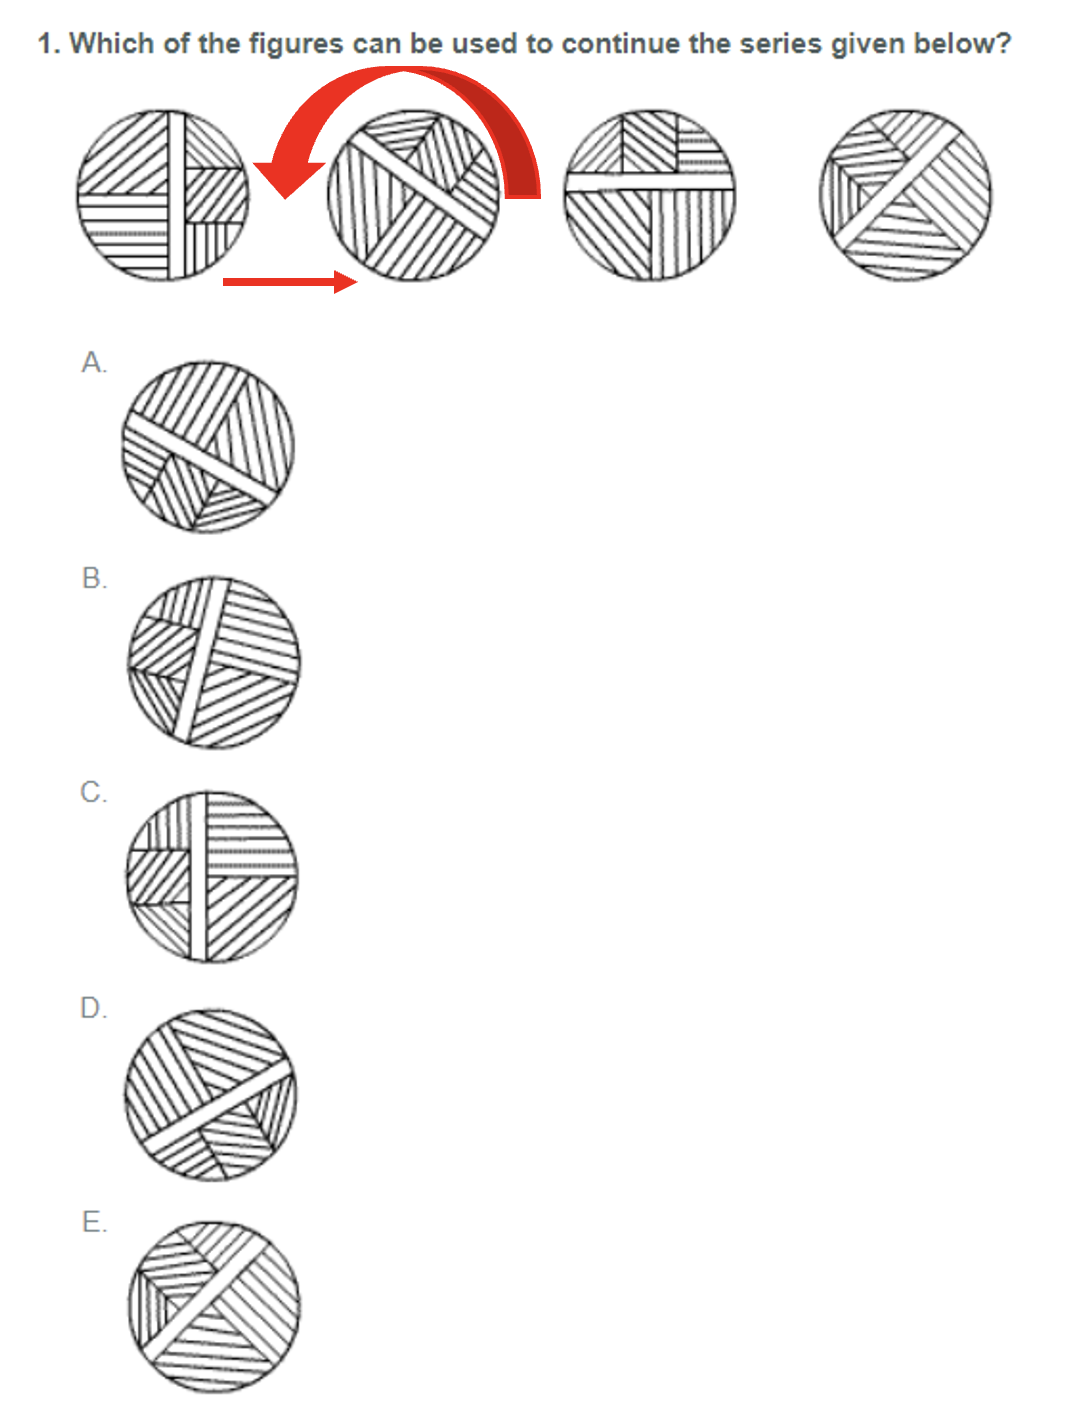 1. Which of the figures can be used to continue the series given below?
A.
B.
C.
D.
E.